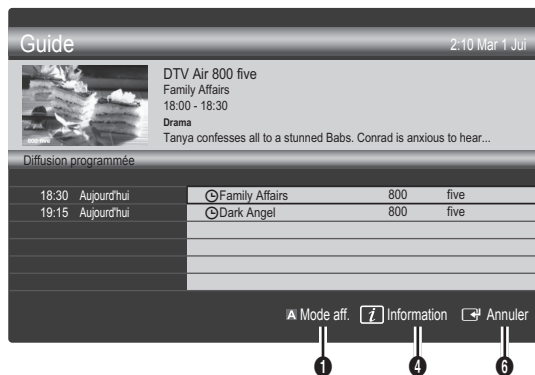 Guide 2:10 Mar 1 Jui
DTV Air 800 five
Family Affairs
18:00 - 18:30
Drama
Tanya confesses all to a stunned Babs. Conrad is anxious to hear...
800 five
Diffusion programmée
18:30 Aujourd'hui Family Affairs 800 five
19:15 Aujourd'hui Dark Angel 800 five
A Mode aff. i Information Annuler
1 4 6